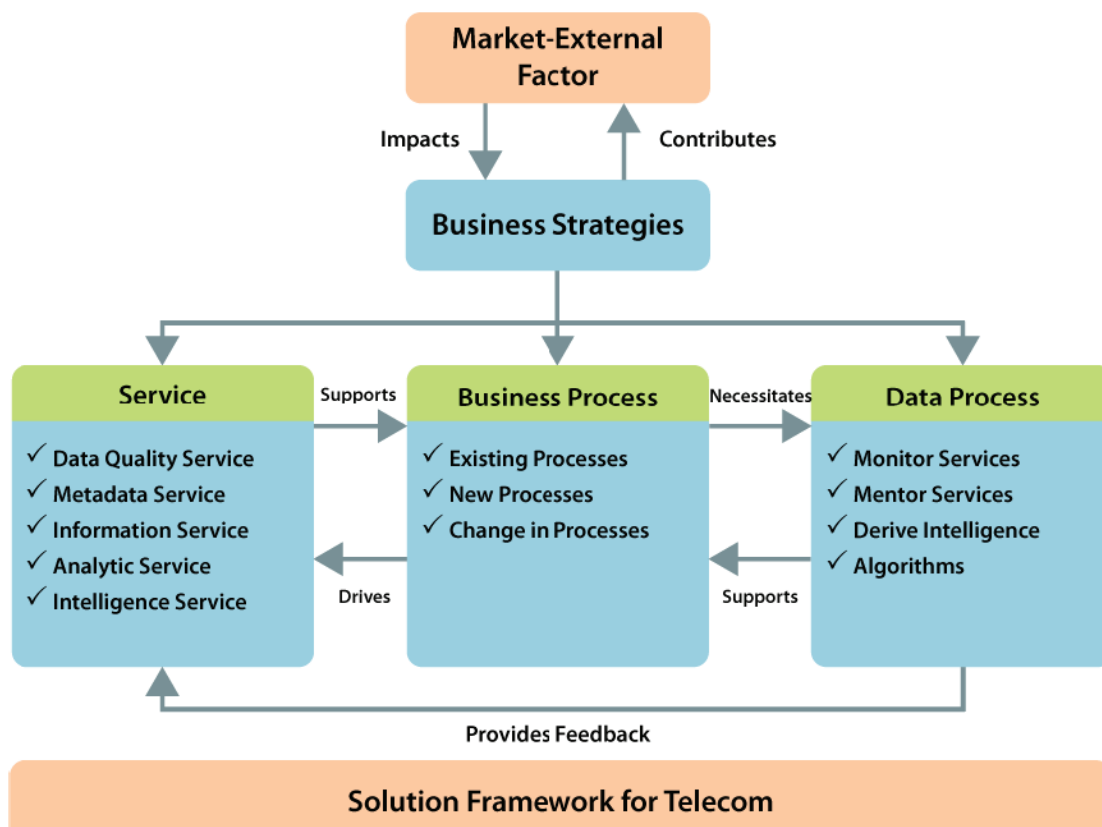 Market-External
Factor
Impacts
Contributes
Business Strategies
Service
Supports
Business Process
Necessitates
Data Process
✓ Data Quality Service
✓ Metadata Service
✓ Information Service
✓ Analytic Service
✓ Intelligence Service
✓ Existing Processes
✓ New Processes
✓ Change in Processes
✓ Monitor Services
✓ Mentor Services
✓ Derive Intelligence
✓ Algorithms
Drives
Supports
Provides Feedback
Solution Framework for Telecom